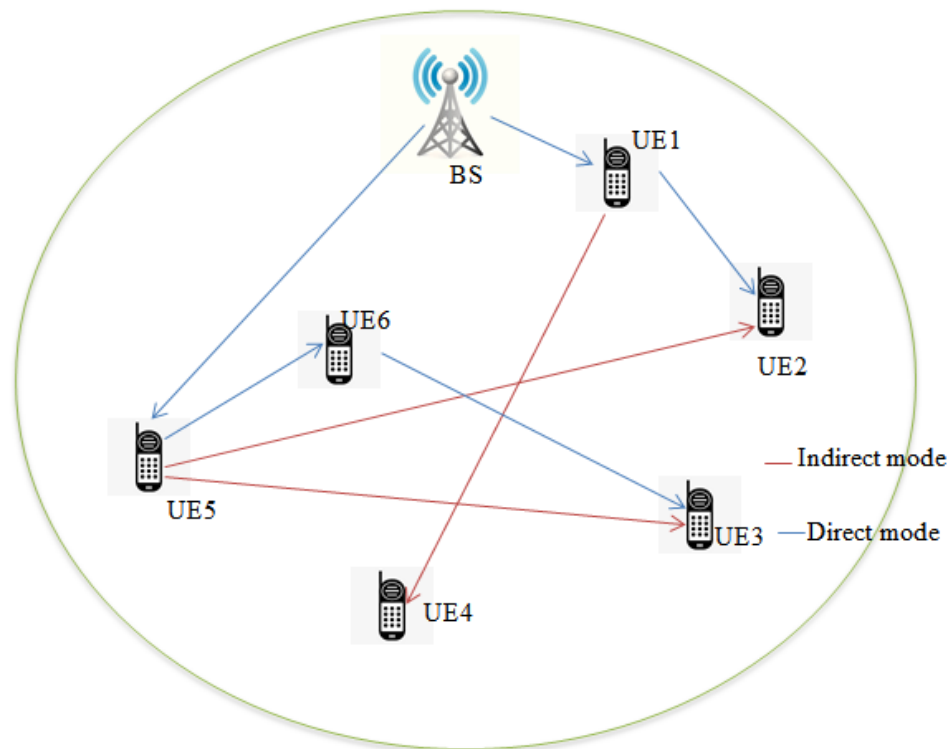 UE1
BS
UE6
UE2
Indirect mode
UE5
UE3
Direct mode
UE4